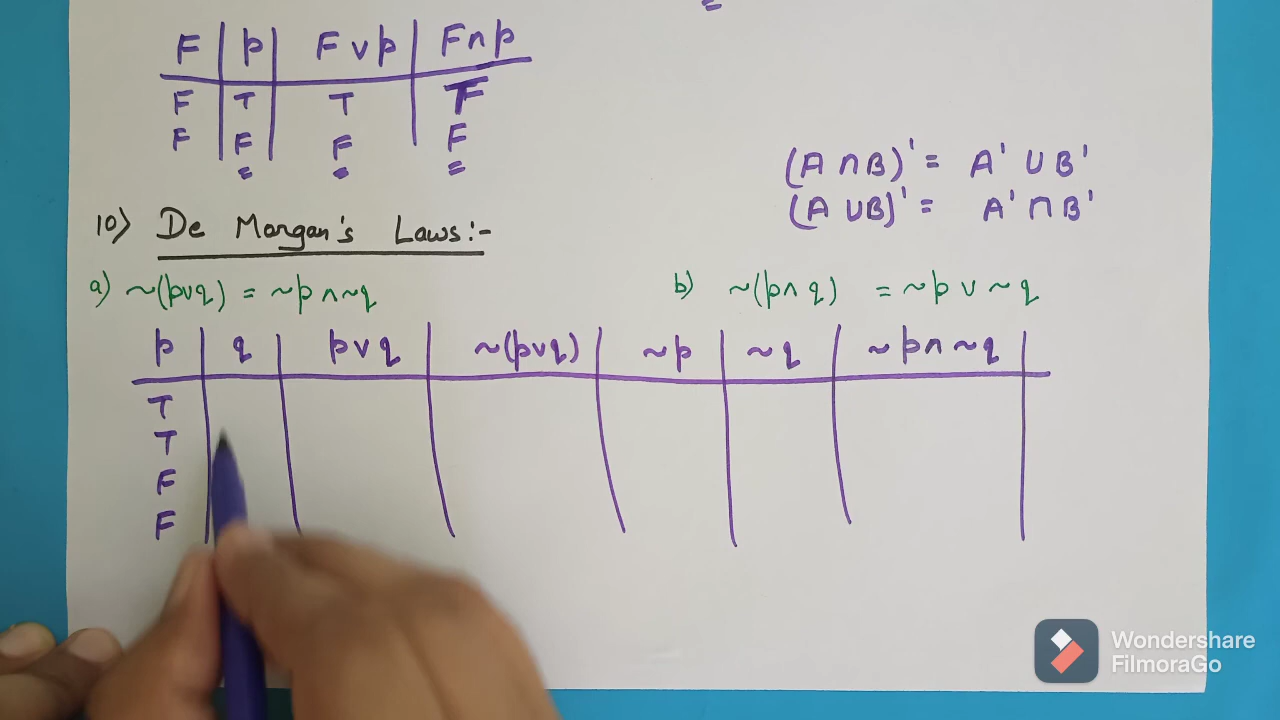 F p F ∨ p F ∩ p
F T T F
F F F F
(A ∩ B)' = A' ∪ B'
(A ∪ B)' = A' ∩ B'
10) De Morgan's Laws:-
a) ~(p∨q) = ~p ∧ ~q b) ~(p∧ q) = ~p ∨ ~q
p q p∨q ~(p∨q) ~p ~q ~p∧ ~q
T
T
F
F
Wondershare
FilmoraGo